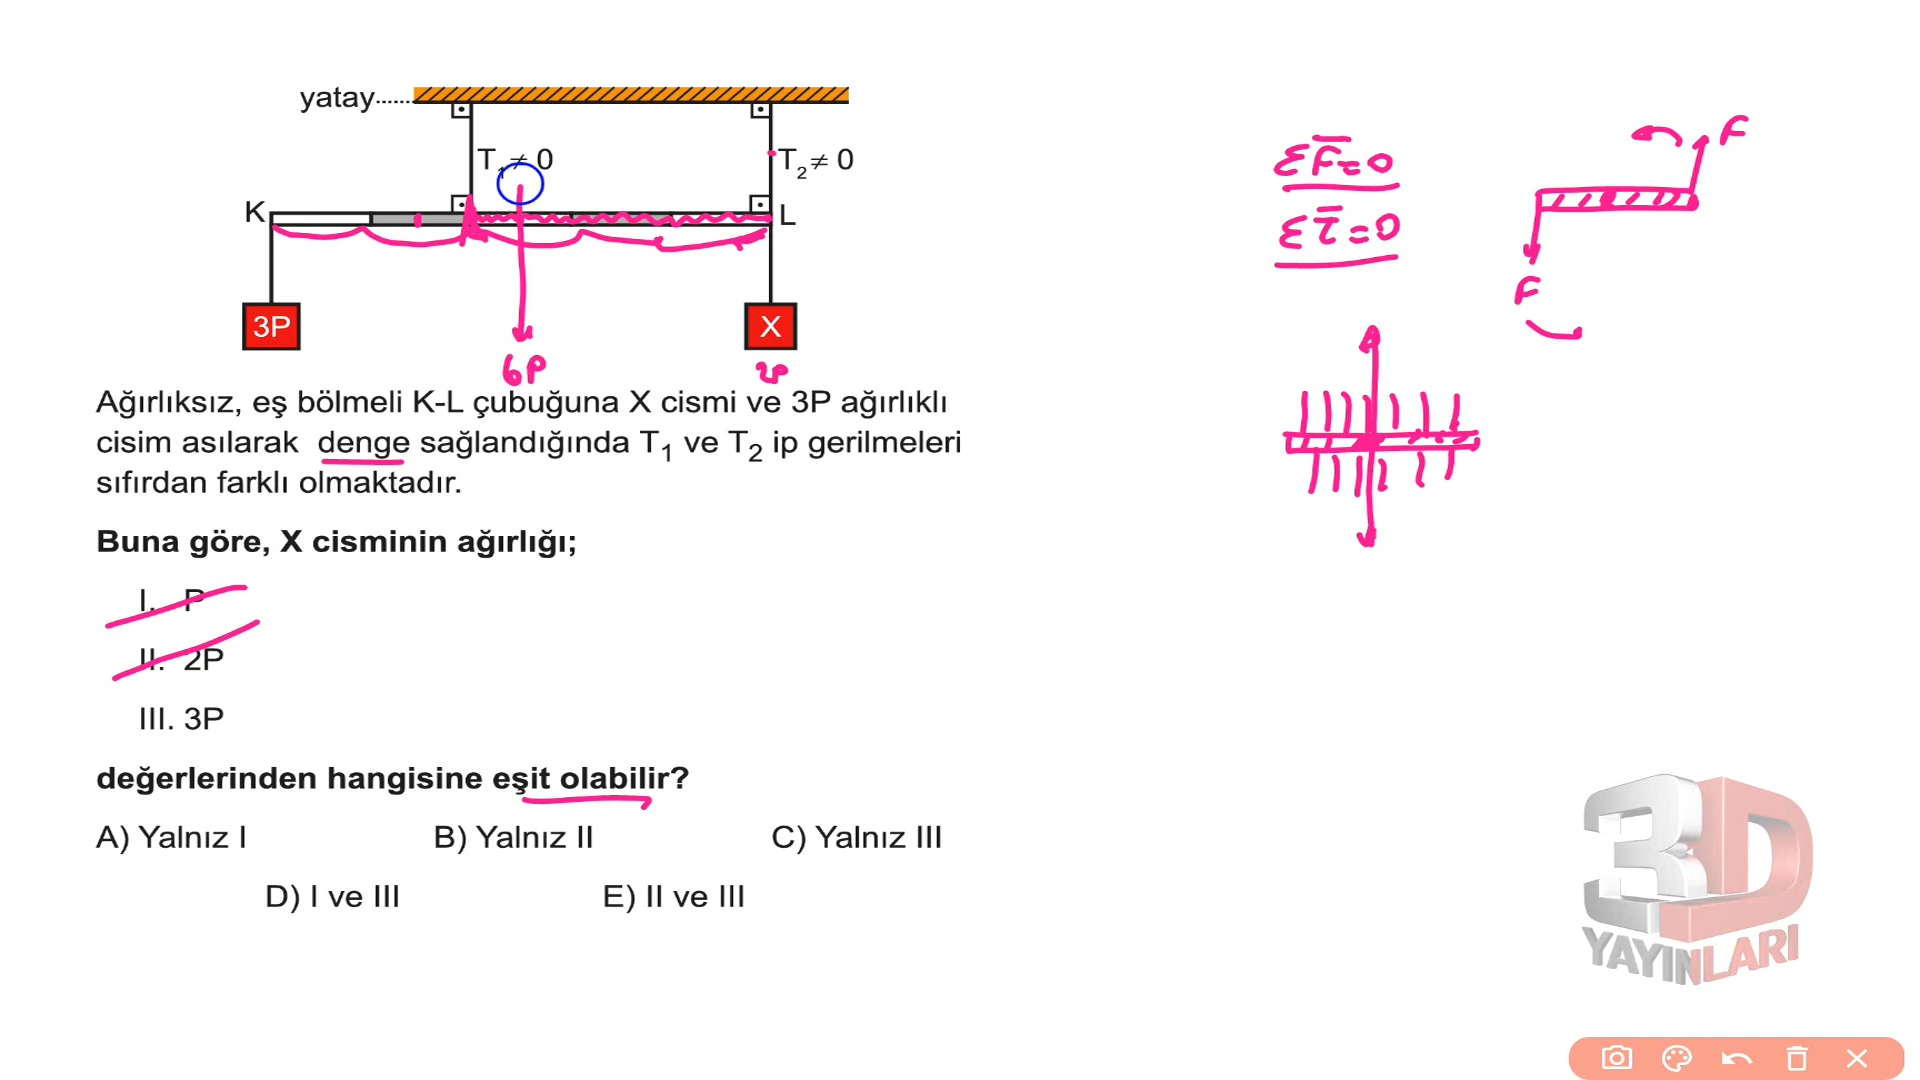 yatay......
T1 ≠ 0
T2 ≠ 0
K
L
3P
X
6P
2P
Ağırlıksız, eş bölmeli K-L çubuğuna X cismi ve 3P ağırlıklı
cisim asılarak denge sağlandığında T1 ve T2 ip gerilmeleri
sıfırdan farklı olmaktadır.
Buna göre, X cisminin ağırlığı;
I. P
II. 2P
III. 3P
değerlerinden hangisine eşit olabilir?
A) Yalnız I B) Yalnız II C) Yalnız III
D) I ve III E) II ve III
ΣF=0
Στ=0
F
F
3D
YAYINLARI